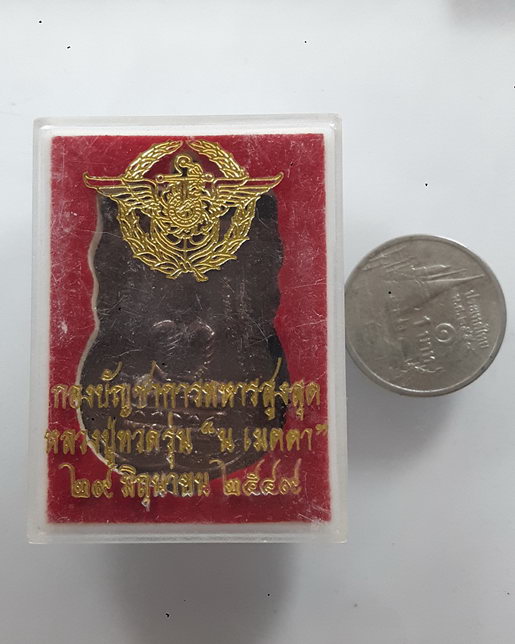 กองบัญชาการทหารสูงสุด
หลวงปู่ทวดรุ่น "น เมตตา"
๒๙ มิถุนายน ๒๕๔๗
ประเทศไทย
๑ บาท